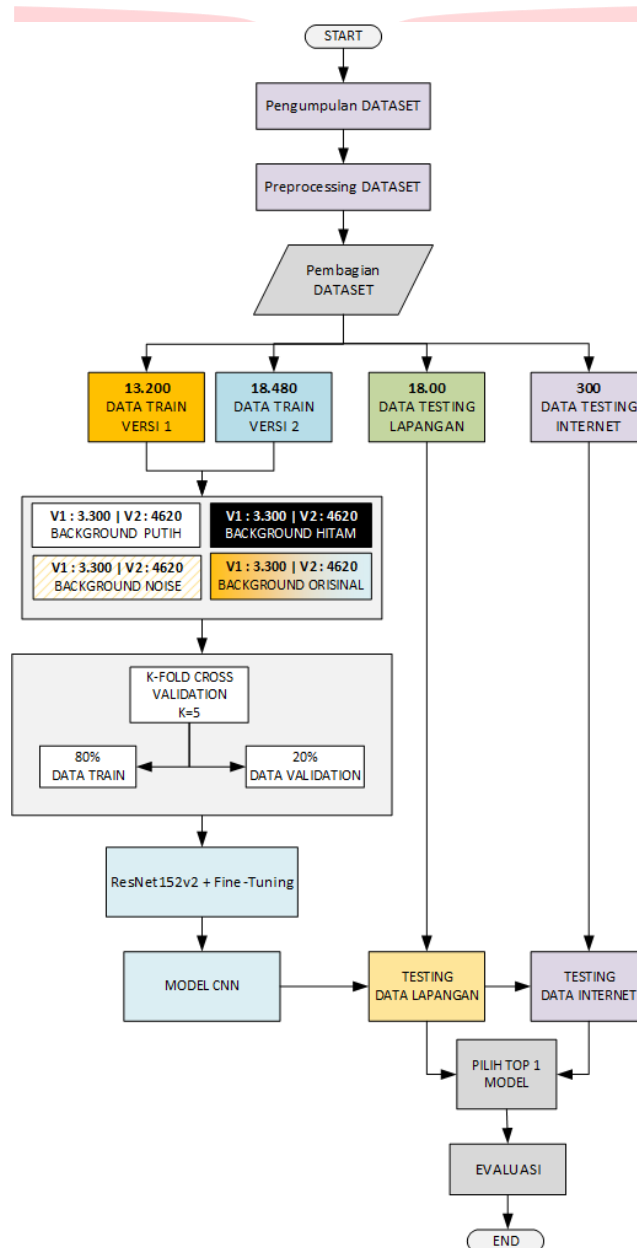 START
Pengumpulan DATASET
Preprocessing DATASET
Pembagian
DATASET
13.200
DATA TRAIN
VERSI 1
18.480
DATA TRAIN
VERSI 2
18.00
DATA TESTING
LAPANGAN
300
DATA TESTING
INTERNET
V1 : 3.300 | V2 : 4620
BACKGROUND PUTIH
V1 : 3.300 | V2 : 4620
BACKGROUND HITAM
V1 : 3.300 | V2 : 4620
BACKGROUND NOISE
V1 : 3.300 | V2 : 4620
BACKGROUND ORISINAL
K-FOLD CROSS
VALIDATION
K=5
80%
DATA TRAIN
20%
DATA VALIDATION
ResNet152v2 + Fine-Tuning
MODEL CNN
TESTING
DATA LAPANGAN
TESTING
DATA INTERNET
PILIH TOP 1
MODEL
EVALUASI
END